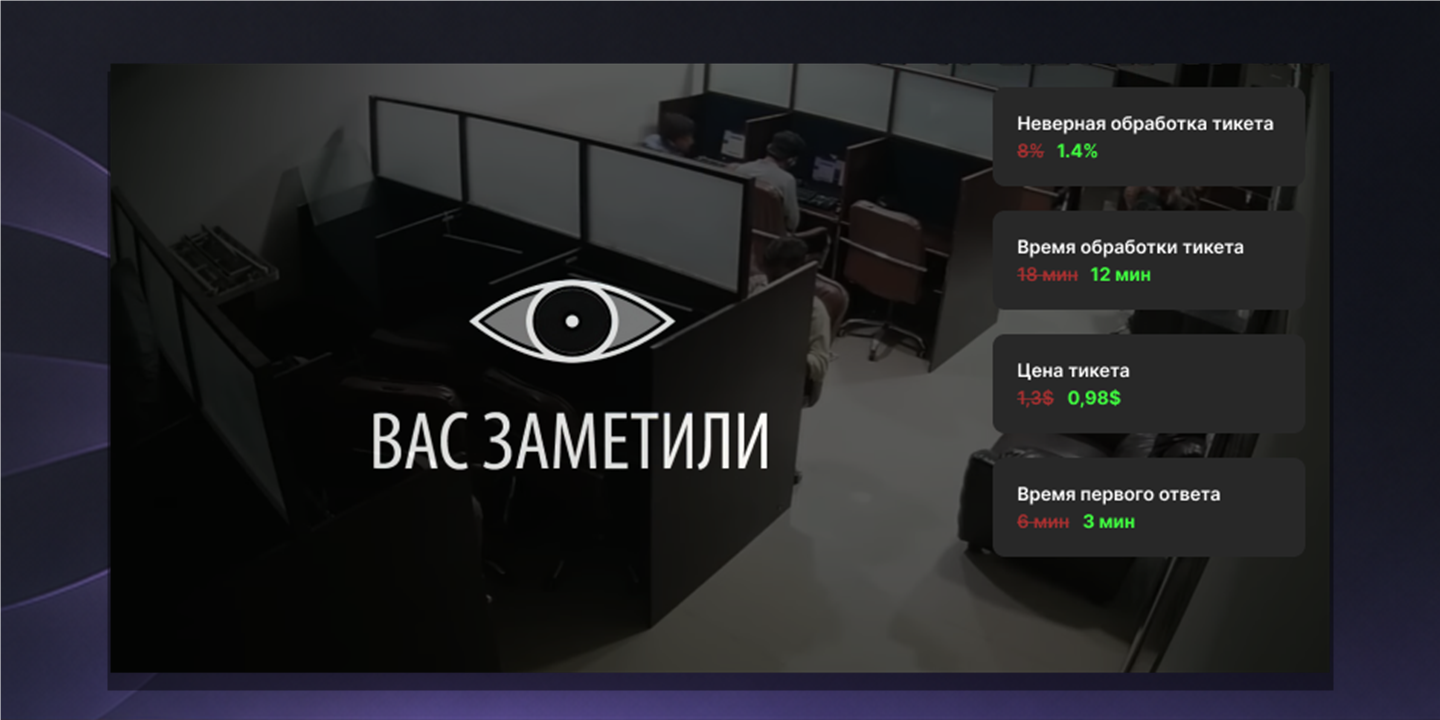 Неверная обработка тикета
8% 1.4%
Время обработки тикета
18 мин 12 мин
Цена тикета
1,3$ 0,98$
Время первого ответа
6 мин 3 мин
ВАС ЗАМЕТИЛИ